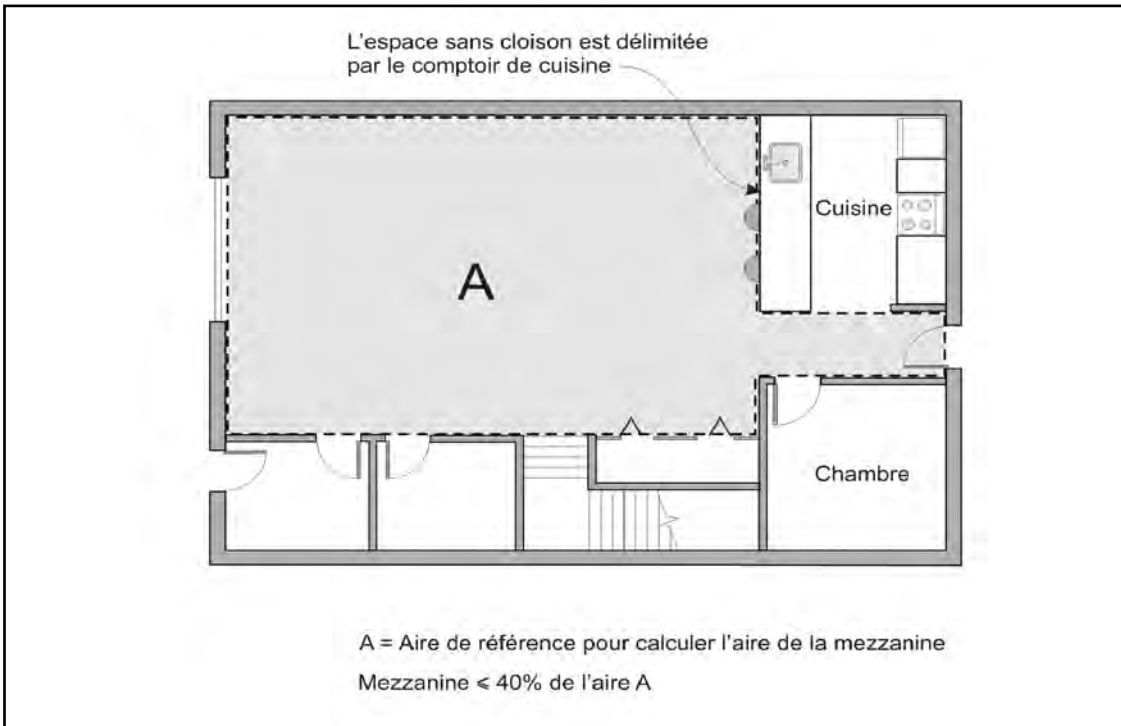 L'espace sans cloison est délimitée
par le comptoir de cuisine
Cuisine
A
Chambre
A = Aire de référence pour calculer l'aire de la mezzanine
Mezzanine ⩽ 40% de l'aire A